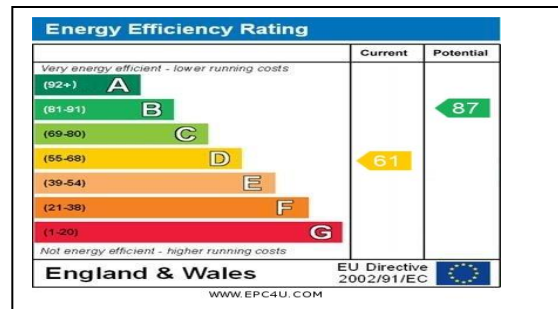 Energy Efficiency Rating
Current Potential
Very energy efficient - lower running costs
(92+) A
(81-91) B 87
(69-80) C
(55-68) D 61
(39-54) E
(21-38) F
(1-20) G
Not energy efficient - higher running costs
England & Wales
EU Directive
2002/91/EC
WWW.EPC4U.COM